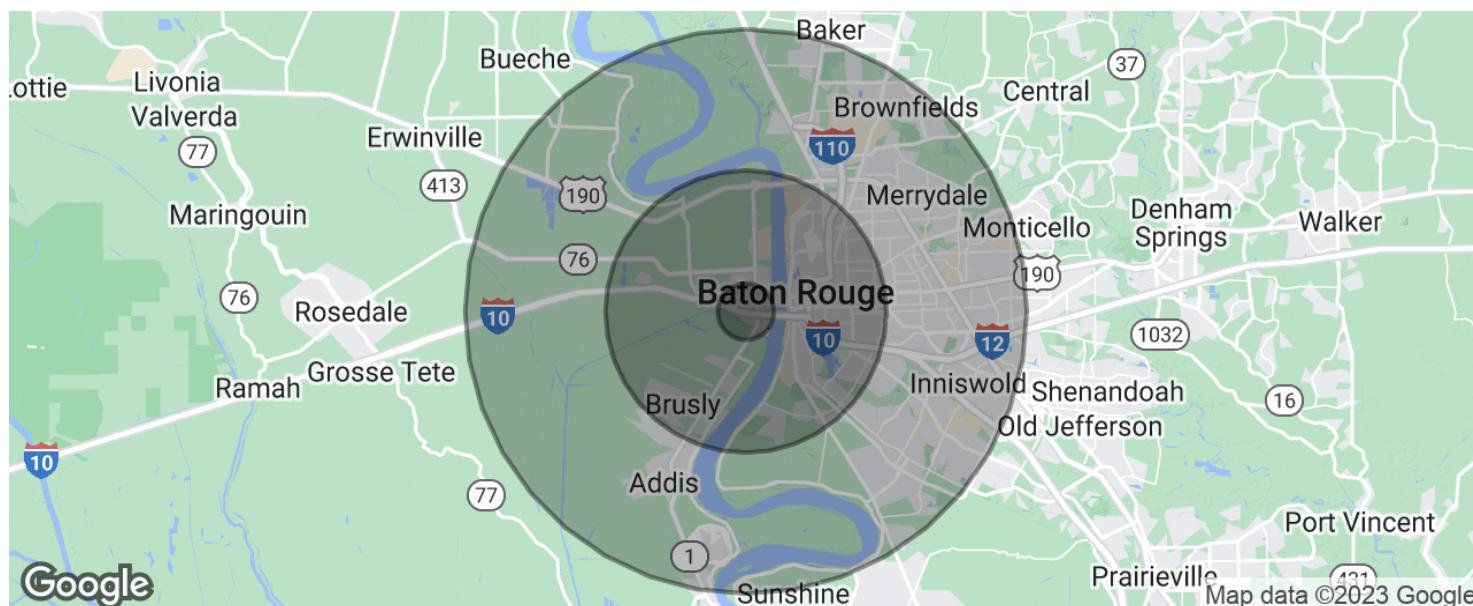 Baker
Bueche
37
Livonia
Lottie
Central
Valverda
Brownfields
Erwinville
110
77
413
190
Merrydale
Maringouin
Denham
Springs
Walker
Monticello
76
190
76
Baton Rouge
Rosedale
10
10
12
1032
Grosse Tete
Ramah
Inniswold
Shenandoah
16
Brusly
Old Jefferson
10
Addis
77
Port Vincent
1
Google
Sunshine
Prairieville
431
Map data ©2023 Google